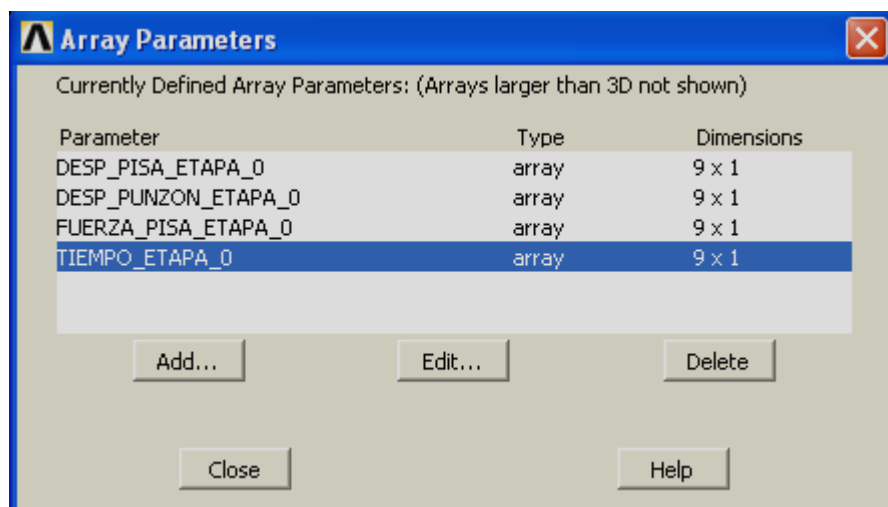 Array Parameters
Currently Defined Array Parameters: (Arrays larger than 3D not shown)
Parameter Type Dimensions
DESP_PISA_ETAPA_0 array 9 x 1
DESP_PUNZON_ETAPA_0 array 9 x 1
FUERZA_PISA_ETAPA_0 array 9 x 1
TIEMPO_ETAPA_0 array 9 x 1
Add... Edit... Delete
Close Help